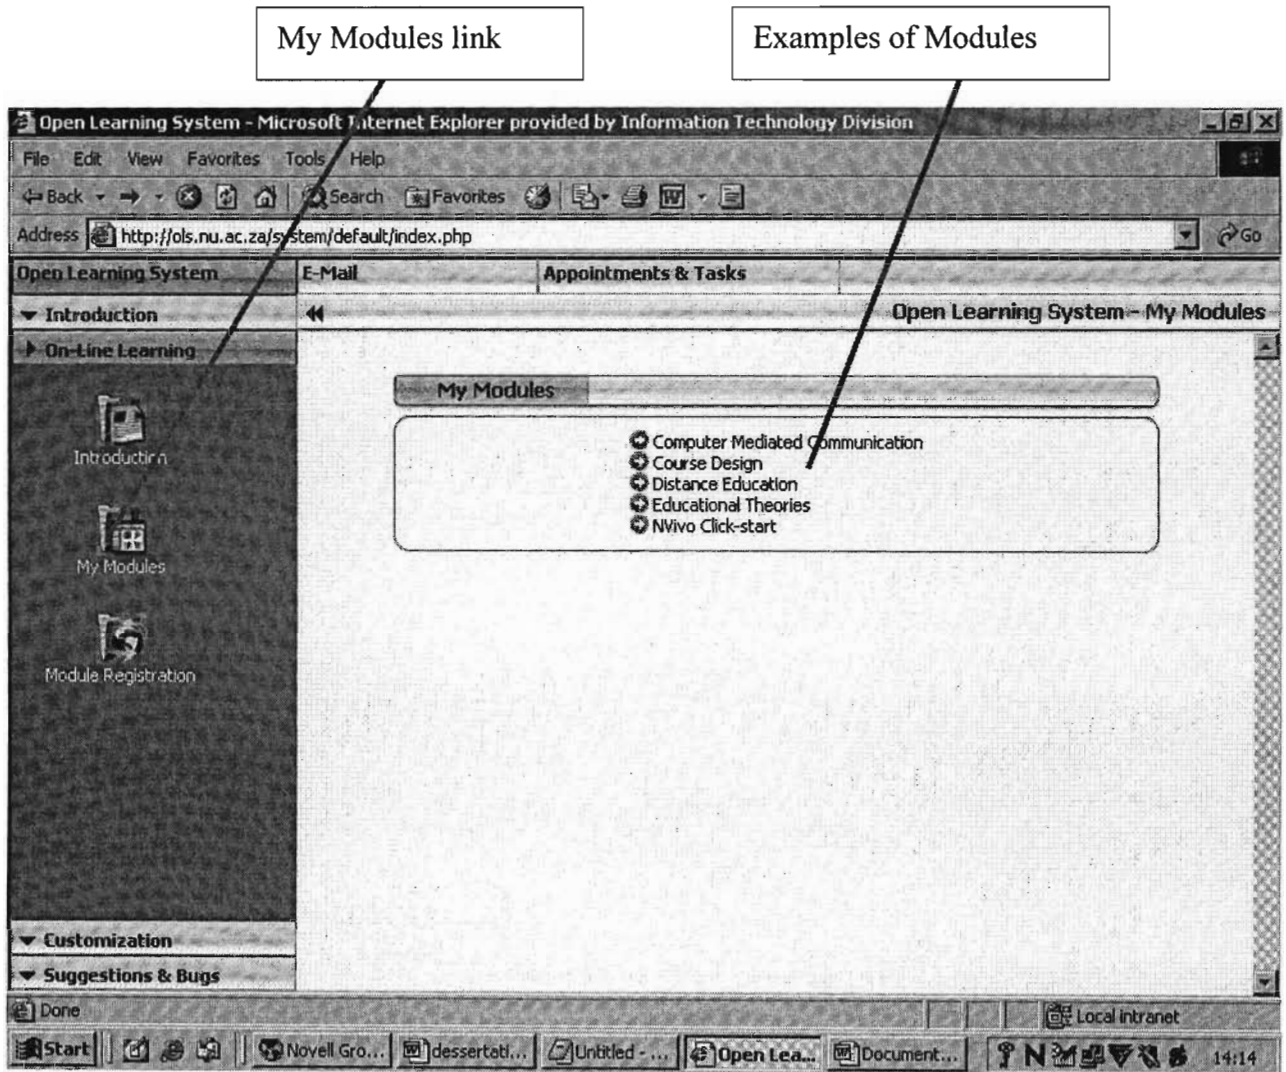 My Modules link
Examples of Modules
Open Learning System - Microsoft Internet Explorer provided by Information Technology Division
File Edit View Favorites Tools Help
Back Search Favorites
Address http://ols.nu.ac.za/system/default/index.php Go
Open Learning System E-Mail Appointments & Tasks
Introduction Open Learning System - My Modules
On-Line Learning
My Modules
Computer Mediated Communication
Course Design
Distance Education
Educational Theories
NVivo Click-start
Introduction
My Modules
Module Registration
Customization
Suggestions & Bugs
Done Local intranet
Start Novell Gro... dessertati... Untitled - ... Open Lea... Document... 14:14